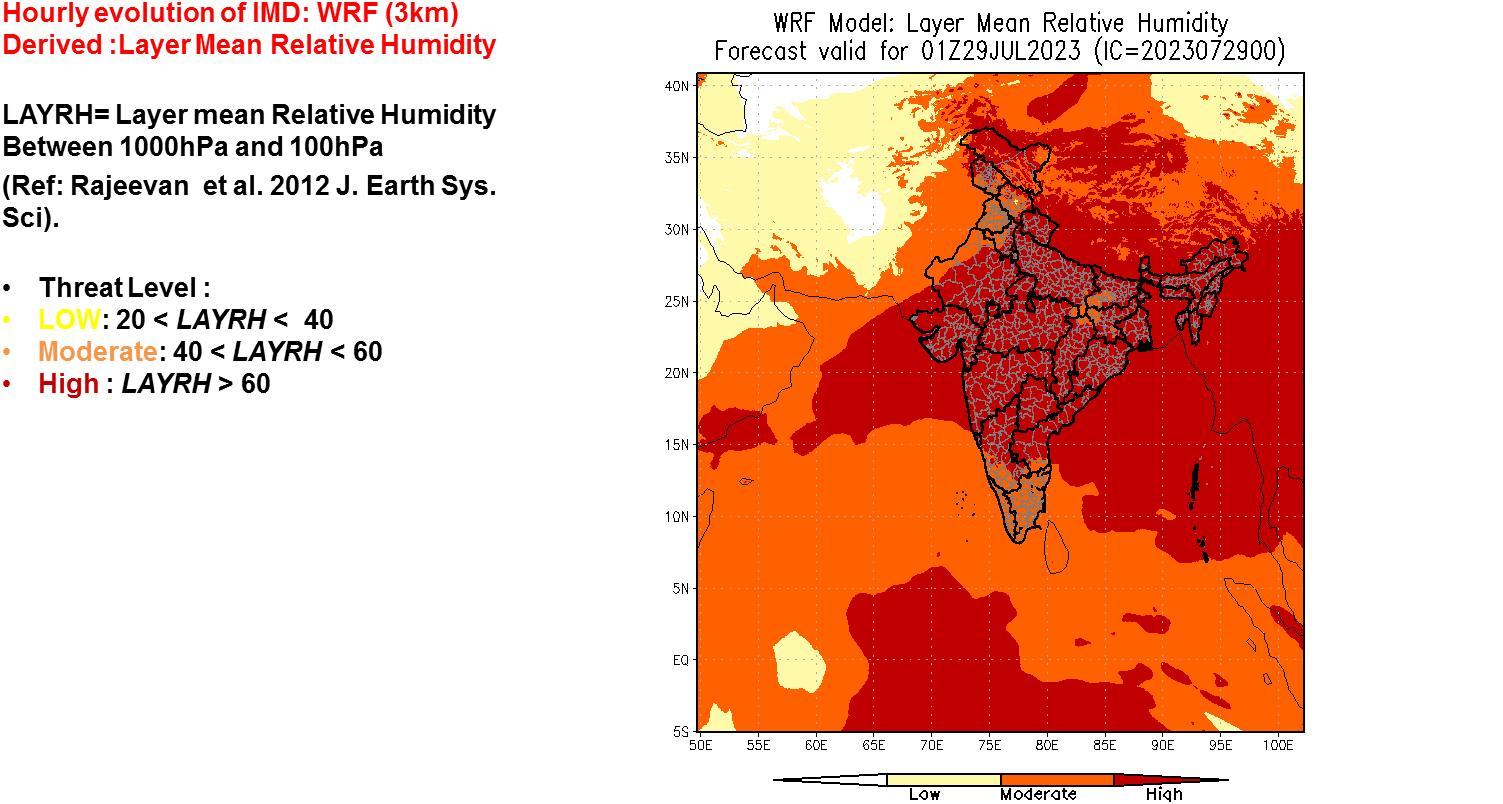 Hourly evolution of IMD: WRF (3km)
Derived :Layer Mean Relative Humidity
LAYRH= Layer mean Relative Humidity
Between 1000hPa and 100hPa
(Ref: Rajeevan et al. 2012 J. Earth Sys.
Sci).
• Threat Level :
• LOW: 20 < LAYRH < 40
• Moderate: 40 < LAYRH < 60
• High : LAYRH > 60
WRF Model: Layer Mean Relative Humidity
Forecast valid for 01Z29JUL2023 (IC=2023072900)
40N
35N
30N
25N
20N
15N
10N
5N
EQ
5S
50E 55E 60E 65E 70E 75E 80E 85E 90E 95E 100E
Low Moderate High